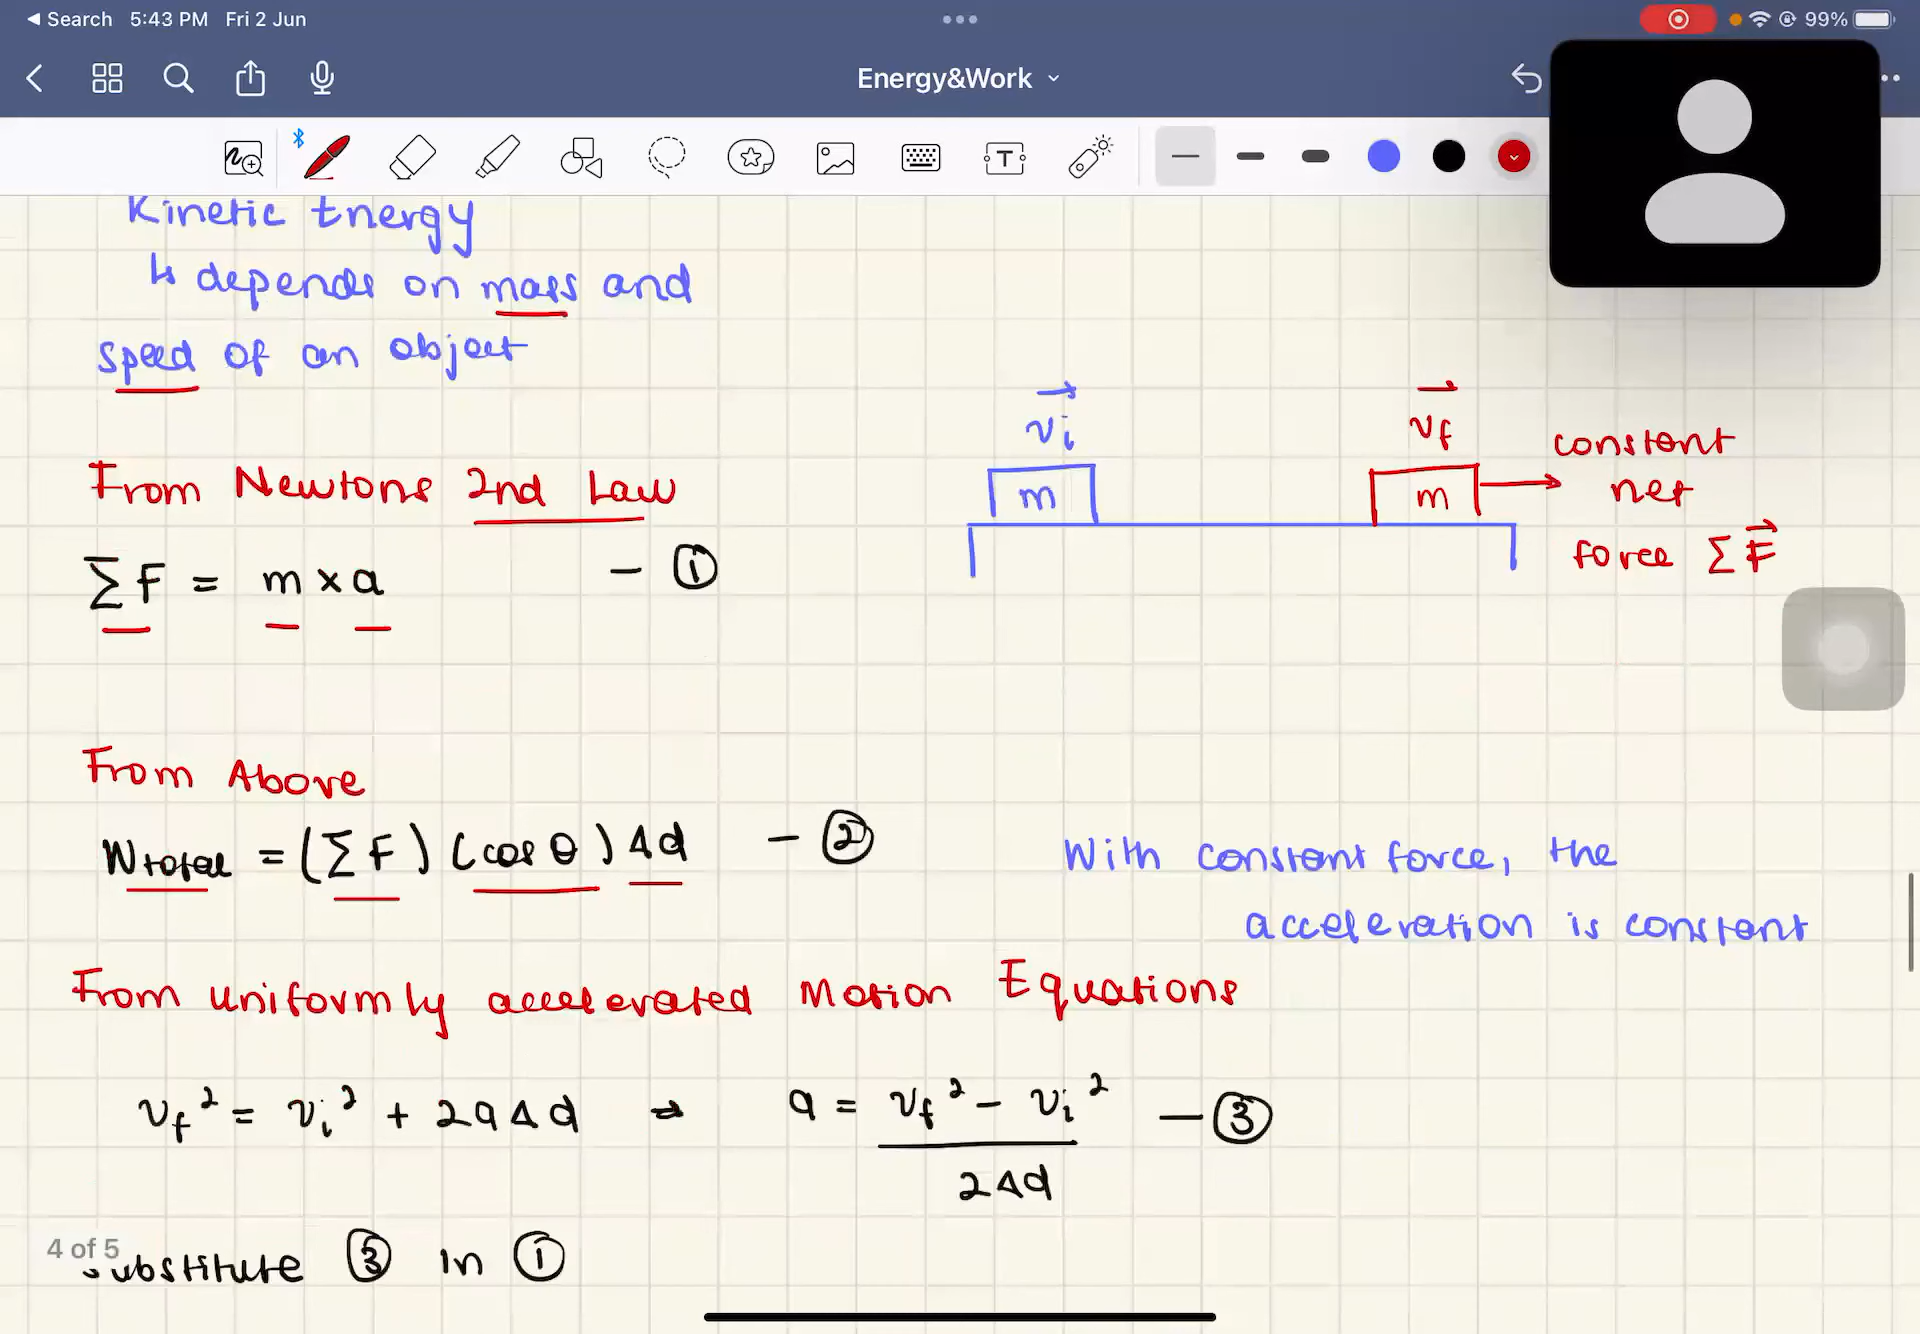 Search 5:43 PM Fri 2 Jun 99%
Energy&Work
T
Kinetic Energy
↳ depends on mass and
speed of an object
v⃗i
v⃗f
m
m
constant
net
force Σ F⃗
From Newtons 2nd Law
ΣF = m × a - ①
From Above
Wtotal = (ΣF) (cos θ) Δd - ②
With constant force, the
acceleration is constant
From uniformly accelerated Motion Equations
vf² = vi² + 2aΔd ⇒ a = vf² - vi² - ③
2Δd
4 of 5
substitute ③ in ①